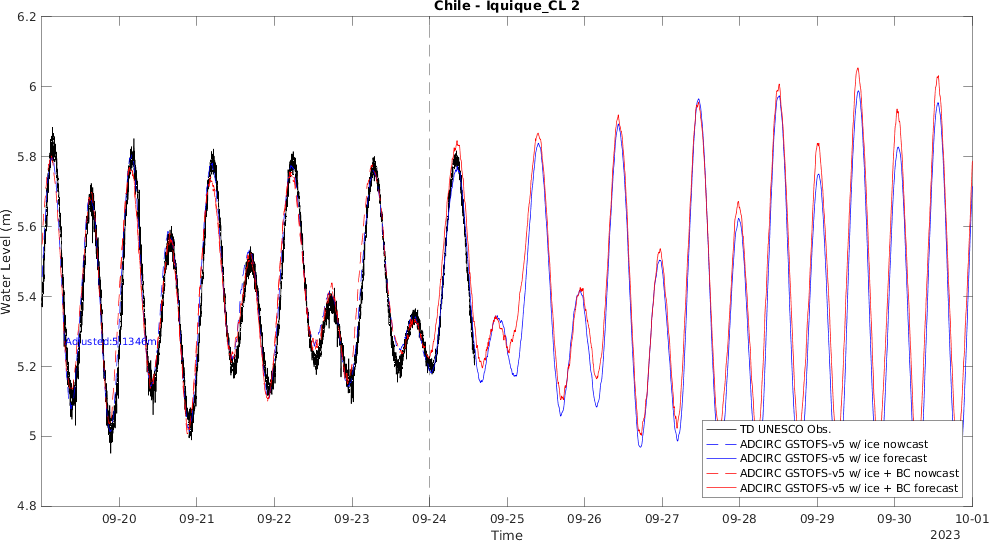 Chile - Iquique_CL 2
6.2
6
5.8
5.6
5.4
5.2
5
4.8
Water Level (m)
Adjusted:5.1346m
TD UNESCO Obs.
ADCIRC GSTOFS-v5 w/ ice nowcast
ADCIRC GSTOFS-v5 w/ ice forecast
ADCIRC GSTOFS-v5 w/ ice + BC nowcast
ADCIRC GSTOFS-v5 w/ ice + BC forecast
09-20 09-21 09-22 09-23 09-24 09-25 09-26 09-27 09-28 09-29 09-30 10-01
Time
2023